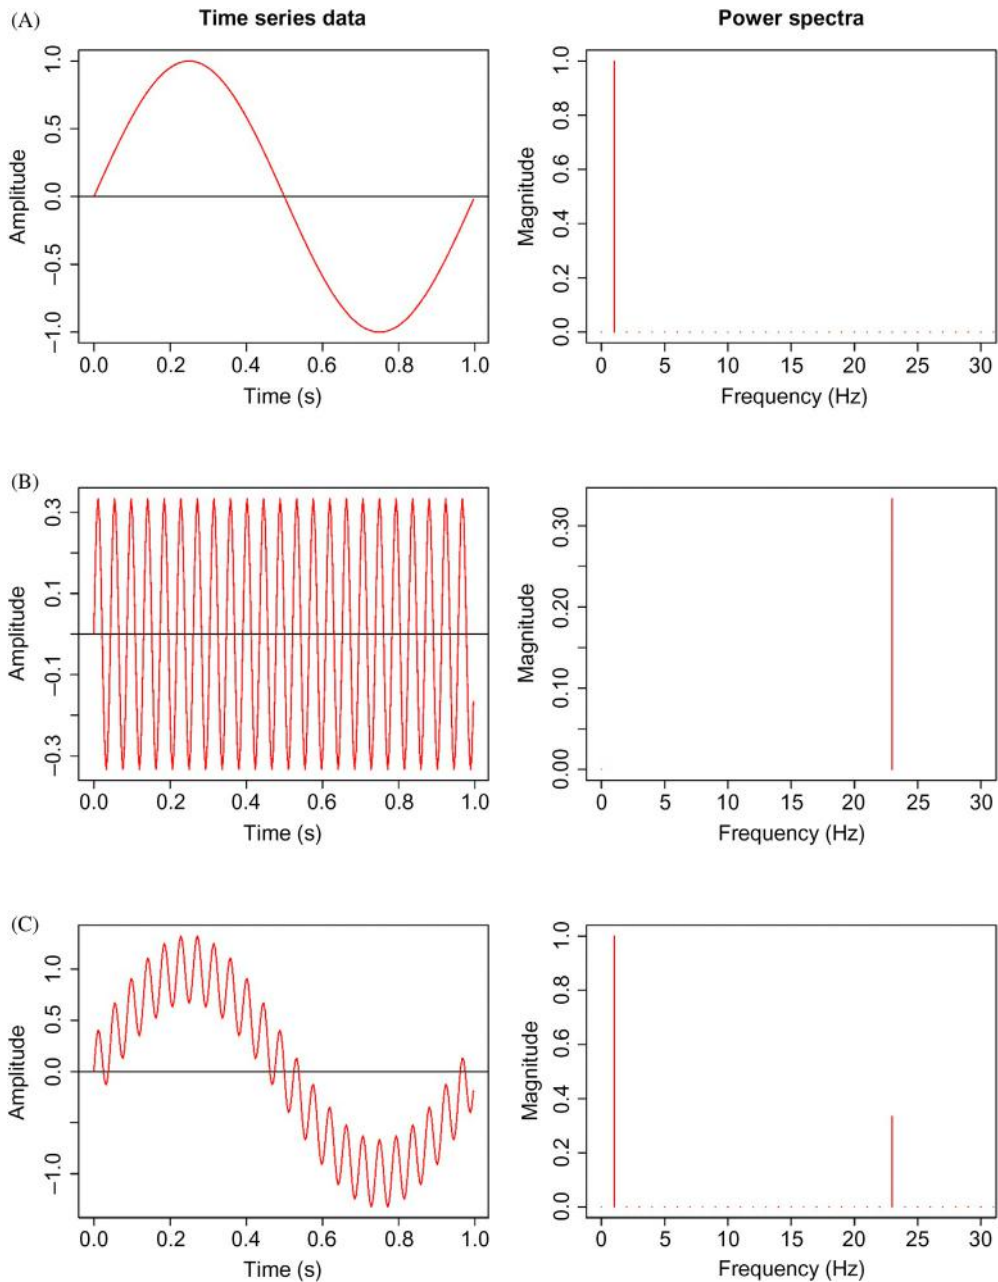 (A)
Time series data
Power spectra
1.0
0.5
0.0
−0.5
−1.0
Amplitude
0.0 0.2 0.4 0.6 0.8 1.0
Time (s)
1.0
0.8
0.6
0.4
0.2
0.0
Magnitude
0 5 10 15 20 25 30
Frequency (Hz)
(B)
0.3
0.1
−0.1
−0.3
Amplitude
0.0 0.2 0.4 0.6 0.8 1.0
Time (s)
0.30
0.20
0.10
0.00
Magnitude
0 5 10 15 20 25 30
Frequency (Hz)
(C)
1.0
0.5
0.0
−1.0
Amplitude
0.0 0.2 0.4 0.6 0.8 1.0
Time (s)
1.0
0.8
0.6
0.4
0.2
0.0
Magnitude
0 5 10 15 20 25 30
Frequency (Hz)